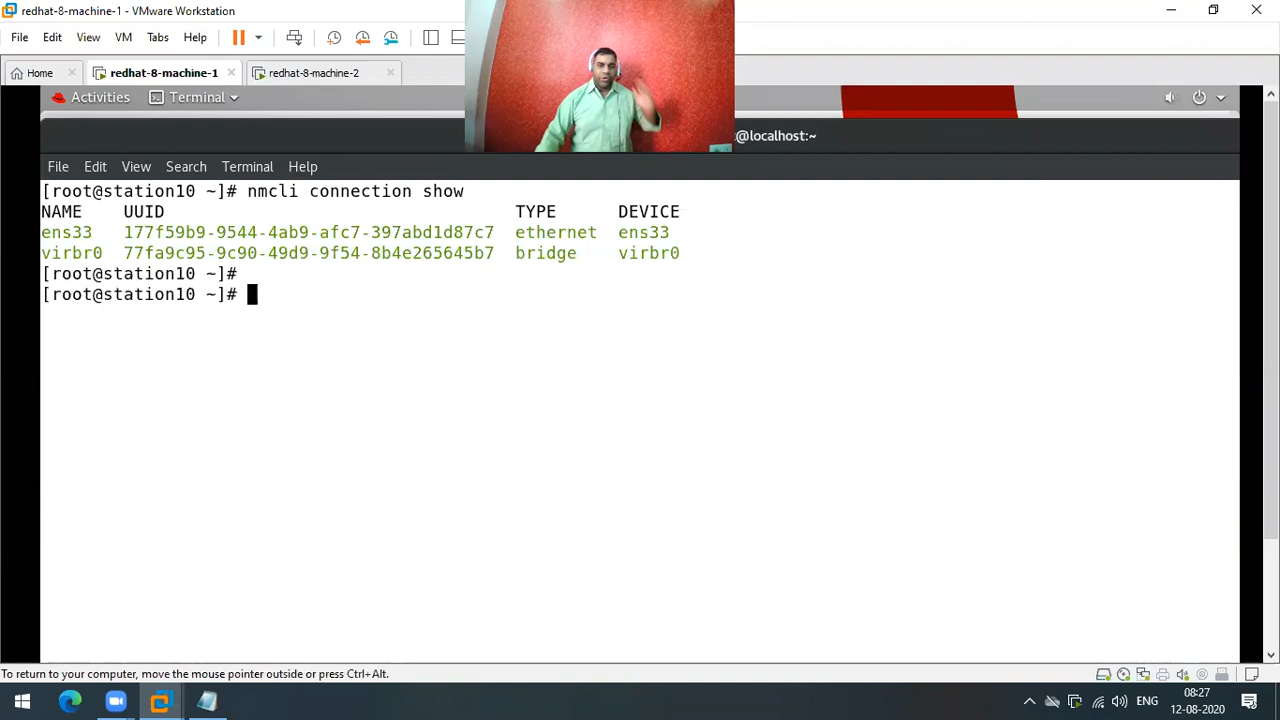 redhat-8-machine-1 - VMware Workstation
File Edit View VM Tabs Help
Home redhat-8-machine-1 redhat-8-machine-2
Activities Terminal
@localhost:~
File Edit View Search Terminal Help
[root@station10 ~]# nmcli connection show
NAME UUID TYPE DEVICE
ens33 177f59b9-9544-4ab9-afc7-397abd1d87c7 ethernet ens33
virbr0 77fa9c95-9c90-49d9-9f54-8b4e265645b7 bridge virbr0
[root@station10 ~]#
[root@station10 ~]#
To return to your computer, move the mouse pointer outside or press Ctrl+Alt.
ENG
08:27
12-08-2020